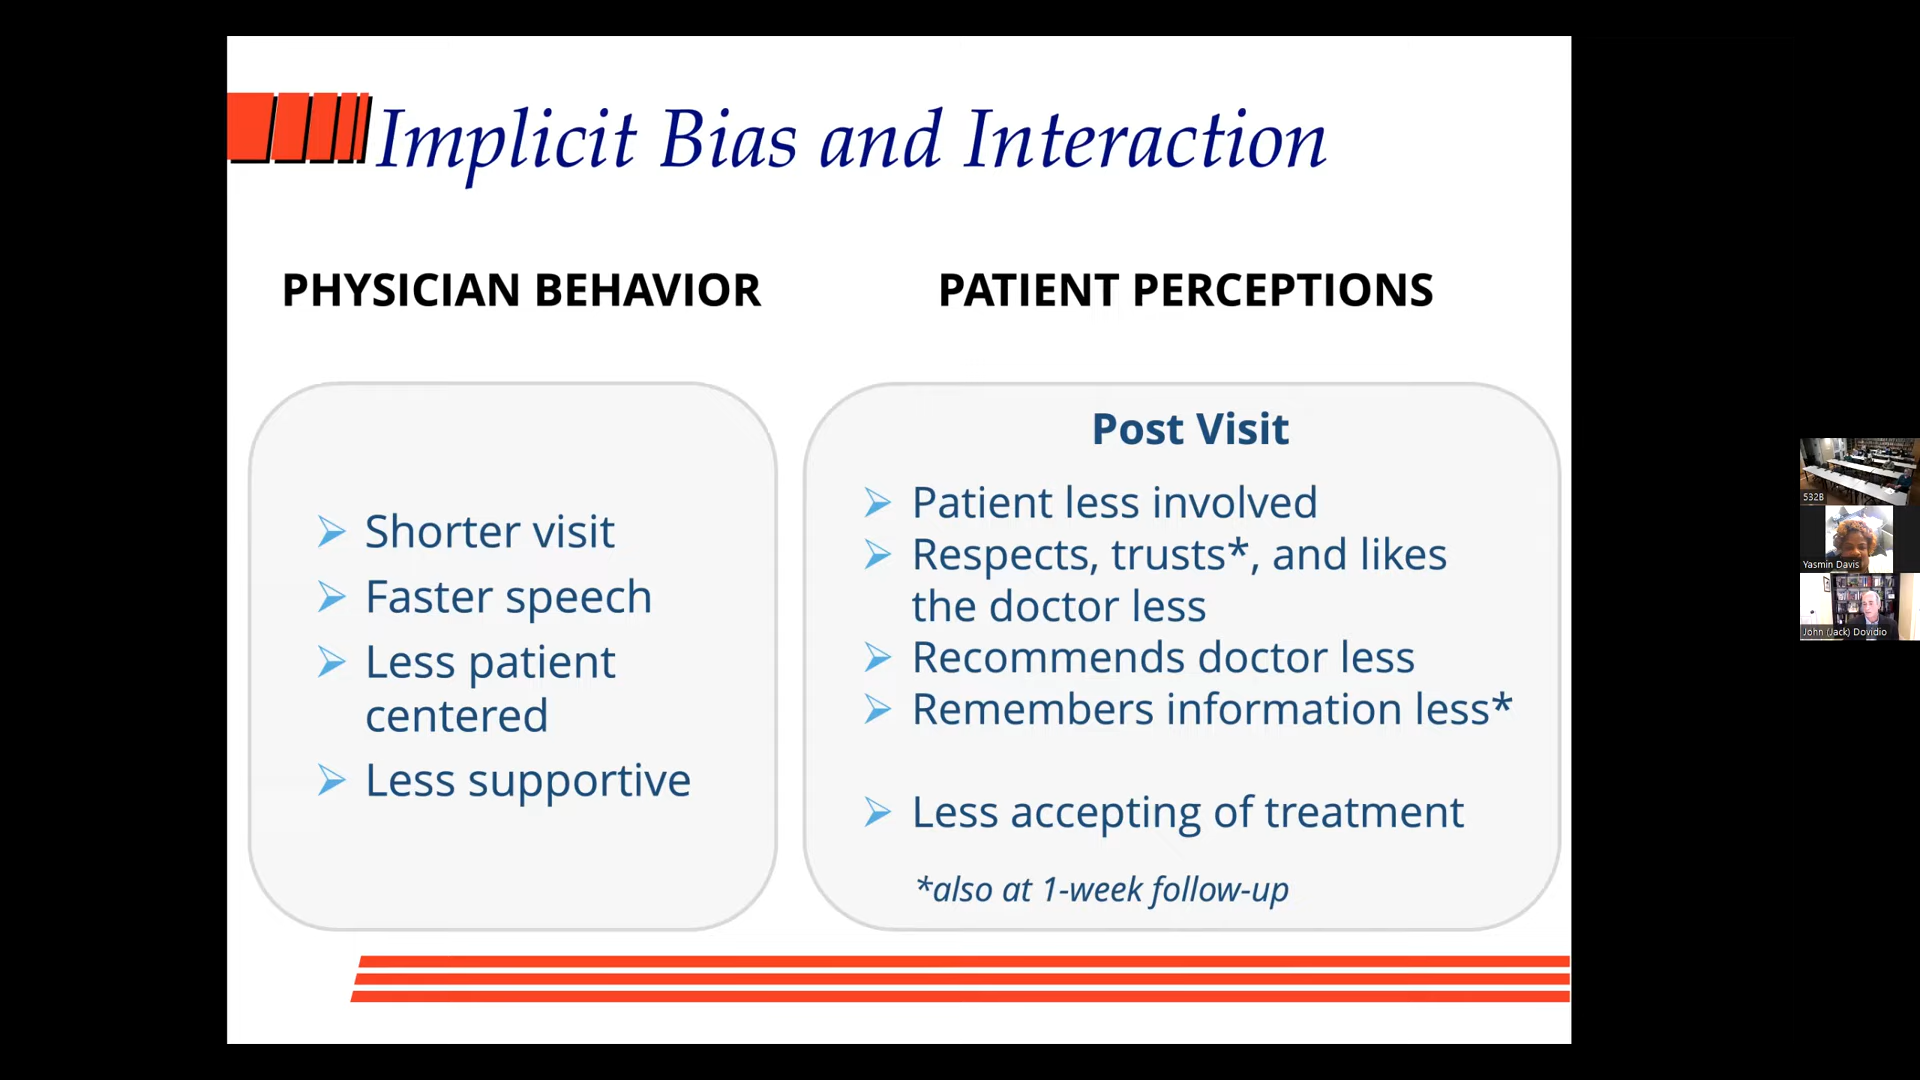 Implicit Bias and Interaction
PHYSICIAN BEHAVIOR
Shorter visit
Faster speech
Less patient
centered
Less supportive
PATIENT PERCEPTIONS
Post Visit
Patient less involved
Respects, trusts*, and likes
the doctor less
Recommends doctor less
Remembers information less*
Less accepting of treatment
*also at 1-week follow-up
532B
Yasmin Davis
John (Jack) Dovidio